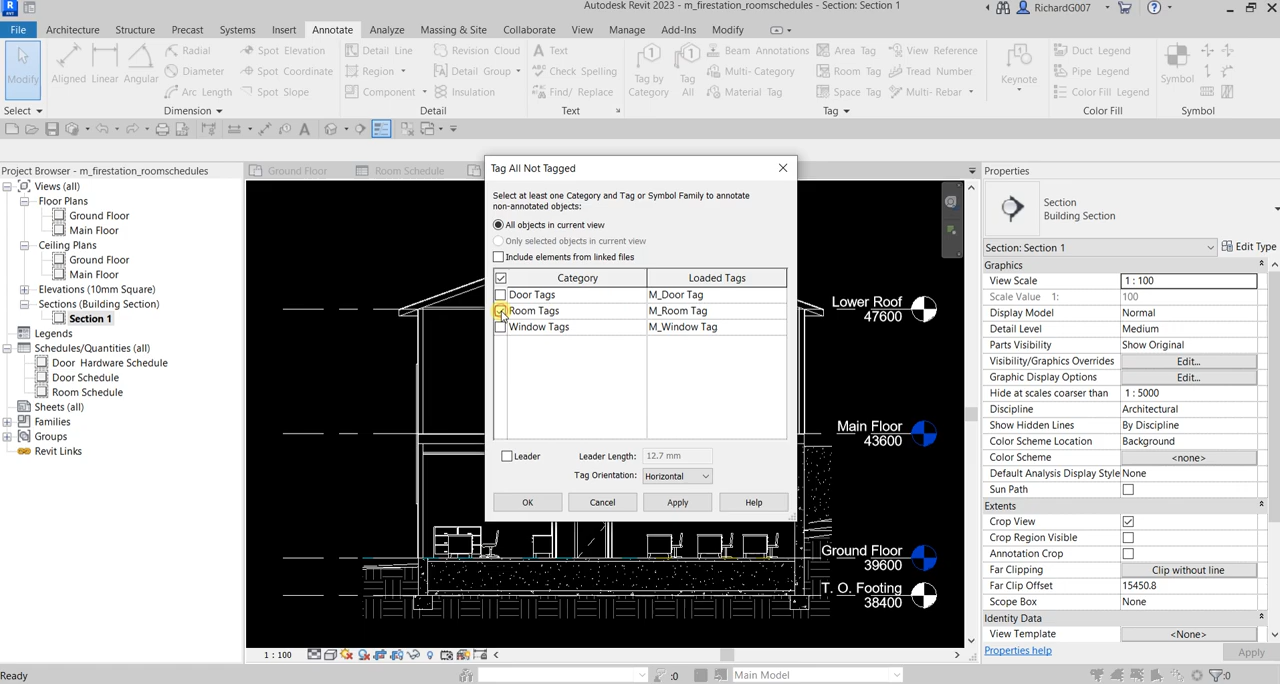 Autodesk Revit 2023 - m_firestation_roomschedules - Section: Section 1
RichardG007
File Architecture Structure Precast Systems Insert Annotate Analyze Massing & Site Collaborate View Manage Add-Ins Modify
Modify
Select
Aligned Linear Angular
Radial
Diameter
Arc Length
Spot Elevation
Spot Coordinate
Spot Slope
Dimension
Detail Line
Region
Component
Revision Cloud
Detail Group
Insulation
Detail
Text
Check Spelling
Find/ Replace
Text
Tag by Category
Tag All
Beam Annotations
Multi- Category
Material Tag
Area Tag
Room Tag
Space Tag
View Reference
Tread Number
Multi- Rebar
Tag
Keynote
Duct Legend
Pipe Legend
Color Fill Legend
Color Fill
Symbol
Symbol
Project Browser - m_firestation_roomschedules
Views (all)
Floor Plans
Ground Floor
Main Floor
Ceiling Plans
Ground Floor
Main Floor
Elevations (10mm Square)
Sections (Building Section)
Section 1
Legends
Schedules/Quantities (all)
Door Hardware Schedule
Door Schedule
Room Schedule
Sheets (all)
Families
Groups
Revit Links
Ground Floor Room Schedule
Tag All Not Tagged
Select at least one Category and Tag or Symbol Family to annotate
non-annotated objects:
All objects in current view
Only selected objects in current view
Include elements from linked files
Category Loaded Tags
Door Tags M_Door Tag
Room Tags M_Room Tag
Window Tags M_Window Tag
Leader Leader Length: 12.7 mm
Tag Orientation: Horizontal
OK Cancel Apply Help
Lower Roof
47600
Main Floor
43600
Ground Floor
39600
T. O. Footing
38400
Properties
Section
Building Section
Section: Section 1 Edit Type
Graphics
View Scale 1 : 100
Scale Value 1: 100
Display Model Normal
Detail Level Medium
Parts Visibility Show Original
Visibility/Graphics Overrides Edit...
Graphic Display Options Edit...
Hide at scales coarser than 1 : 5000
Discipline Architectural
Show Hidden Lines By Discipline
Color Scheme Location Background
Color Scheme <none>
Default Analysis Display Style None
Sun Path
Extents
Crop View
Crop Region Visible
Annotation Crop
Far Clipping Clip without line
Far Clip Offset 15450.8
Scope Box None
Identity Data
View Template <None>
Properties help Apply
1 : 100
Ready
:0
Main Model
:0